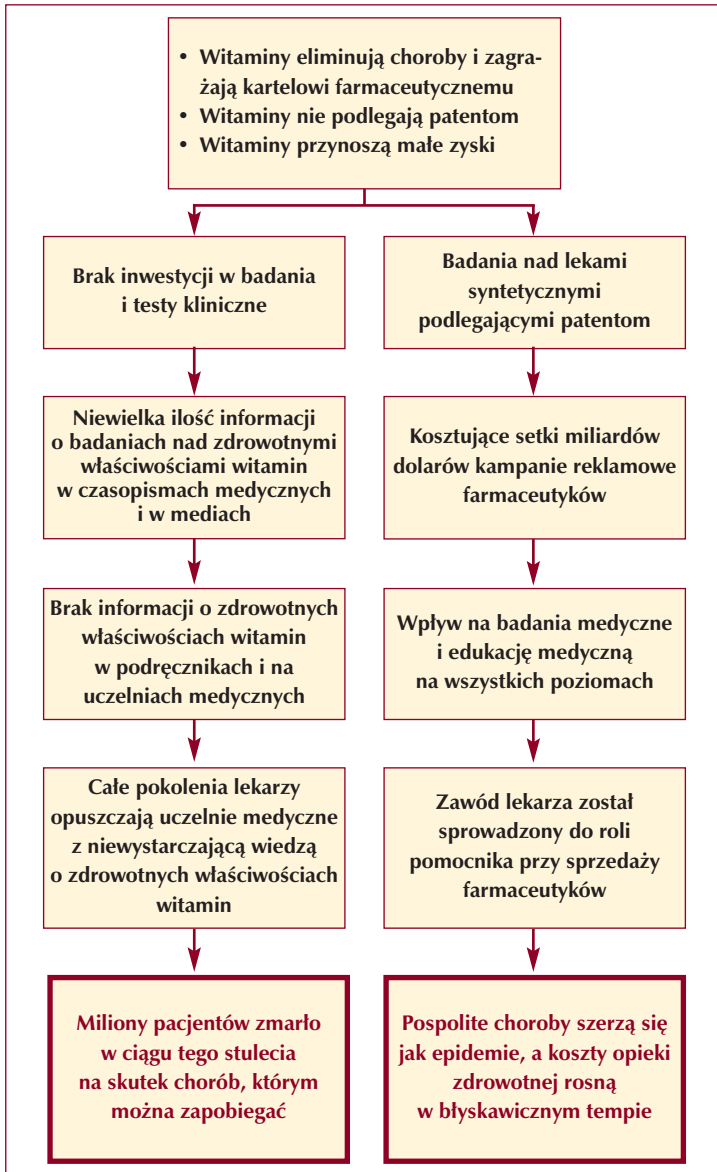 • Witaminy eliminują choroby i zagra-
żają kartelowi farmaceutycznemu
• Witaminy nie podlegają patentom
• Witaminy przynoszą małe zyski
Brak inwestycji w badania
i testy kliniczne
Badania nad lekami
syntetycznymi
podlegającymi patentom
Niewielka ilość informacji
o badaniach nad zdrowotnymi
właściwościami witamin
w czasopismach medycznych
i w mediach
Kosztujące setki miliardów
dolarów kampanie reklamowe
farmaceutyków
Brak informacji o zdrowotnych
właściwościach witamin
w podręcznikach i na
uczelniach medycznych
Wpływ na badania medyczne
i edukację medyczną
na wszystkich poziomach
Całe pokolenia lekarzy
opuszczają uczelnie medyczne
z niewystarczającą wiedzą
o zdrowotnych właściwościach
witamin
Zawód lekarza został
sprowadzony do roli
pomocnika przy sprzedaży
farmaceutyków
Miliony pacjentów zmarło
w ciągu tego stulecia
na skutek chorób, którym
można zapobiegać
Pospolite choroby szerzą się
jak epidemie, a koszty opieki
zdrowotnej rosną
w błyskawicznym tempie